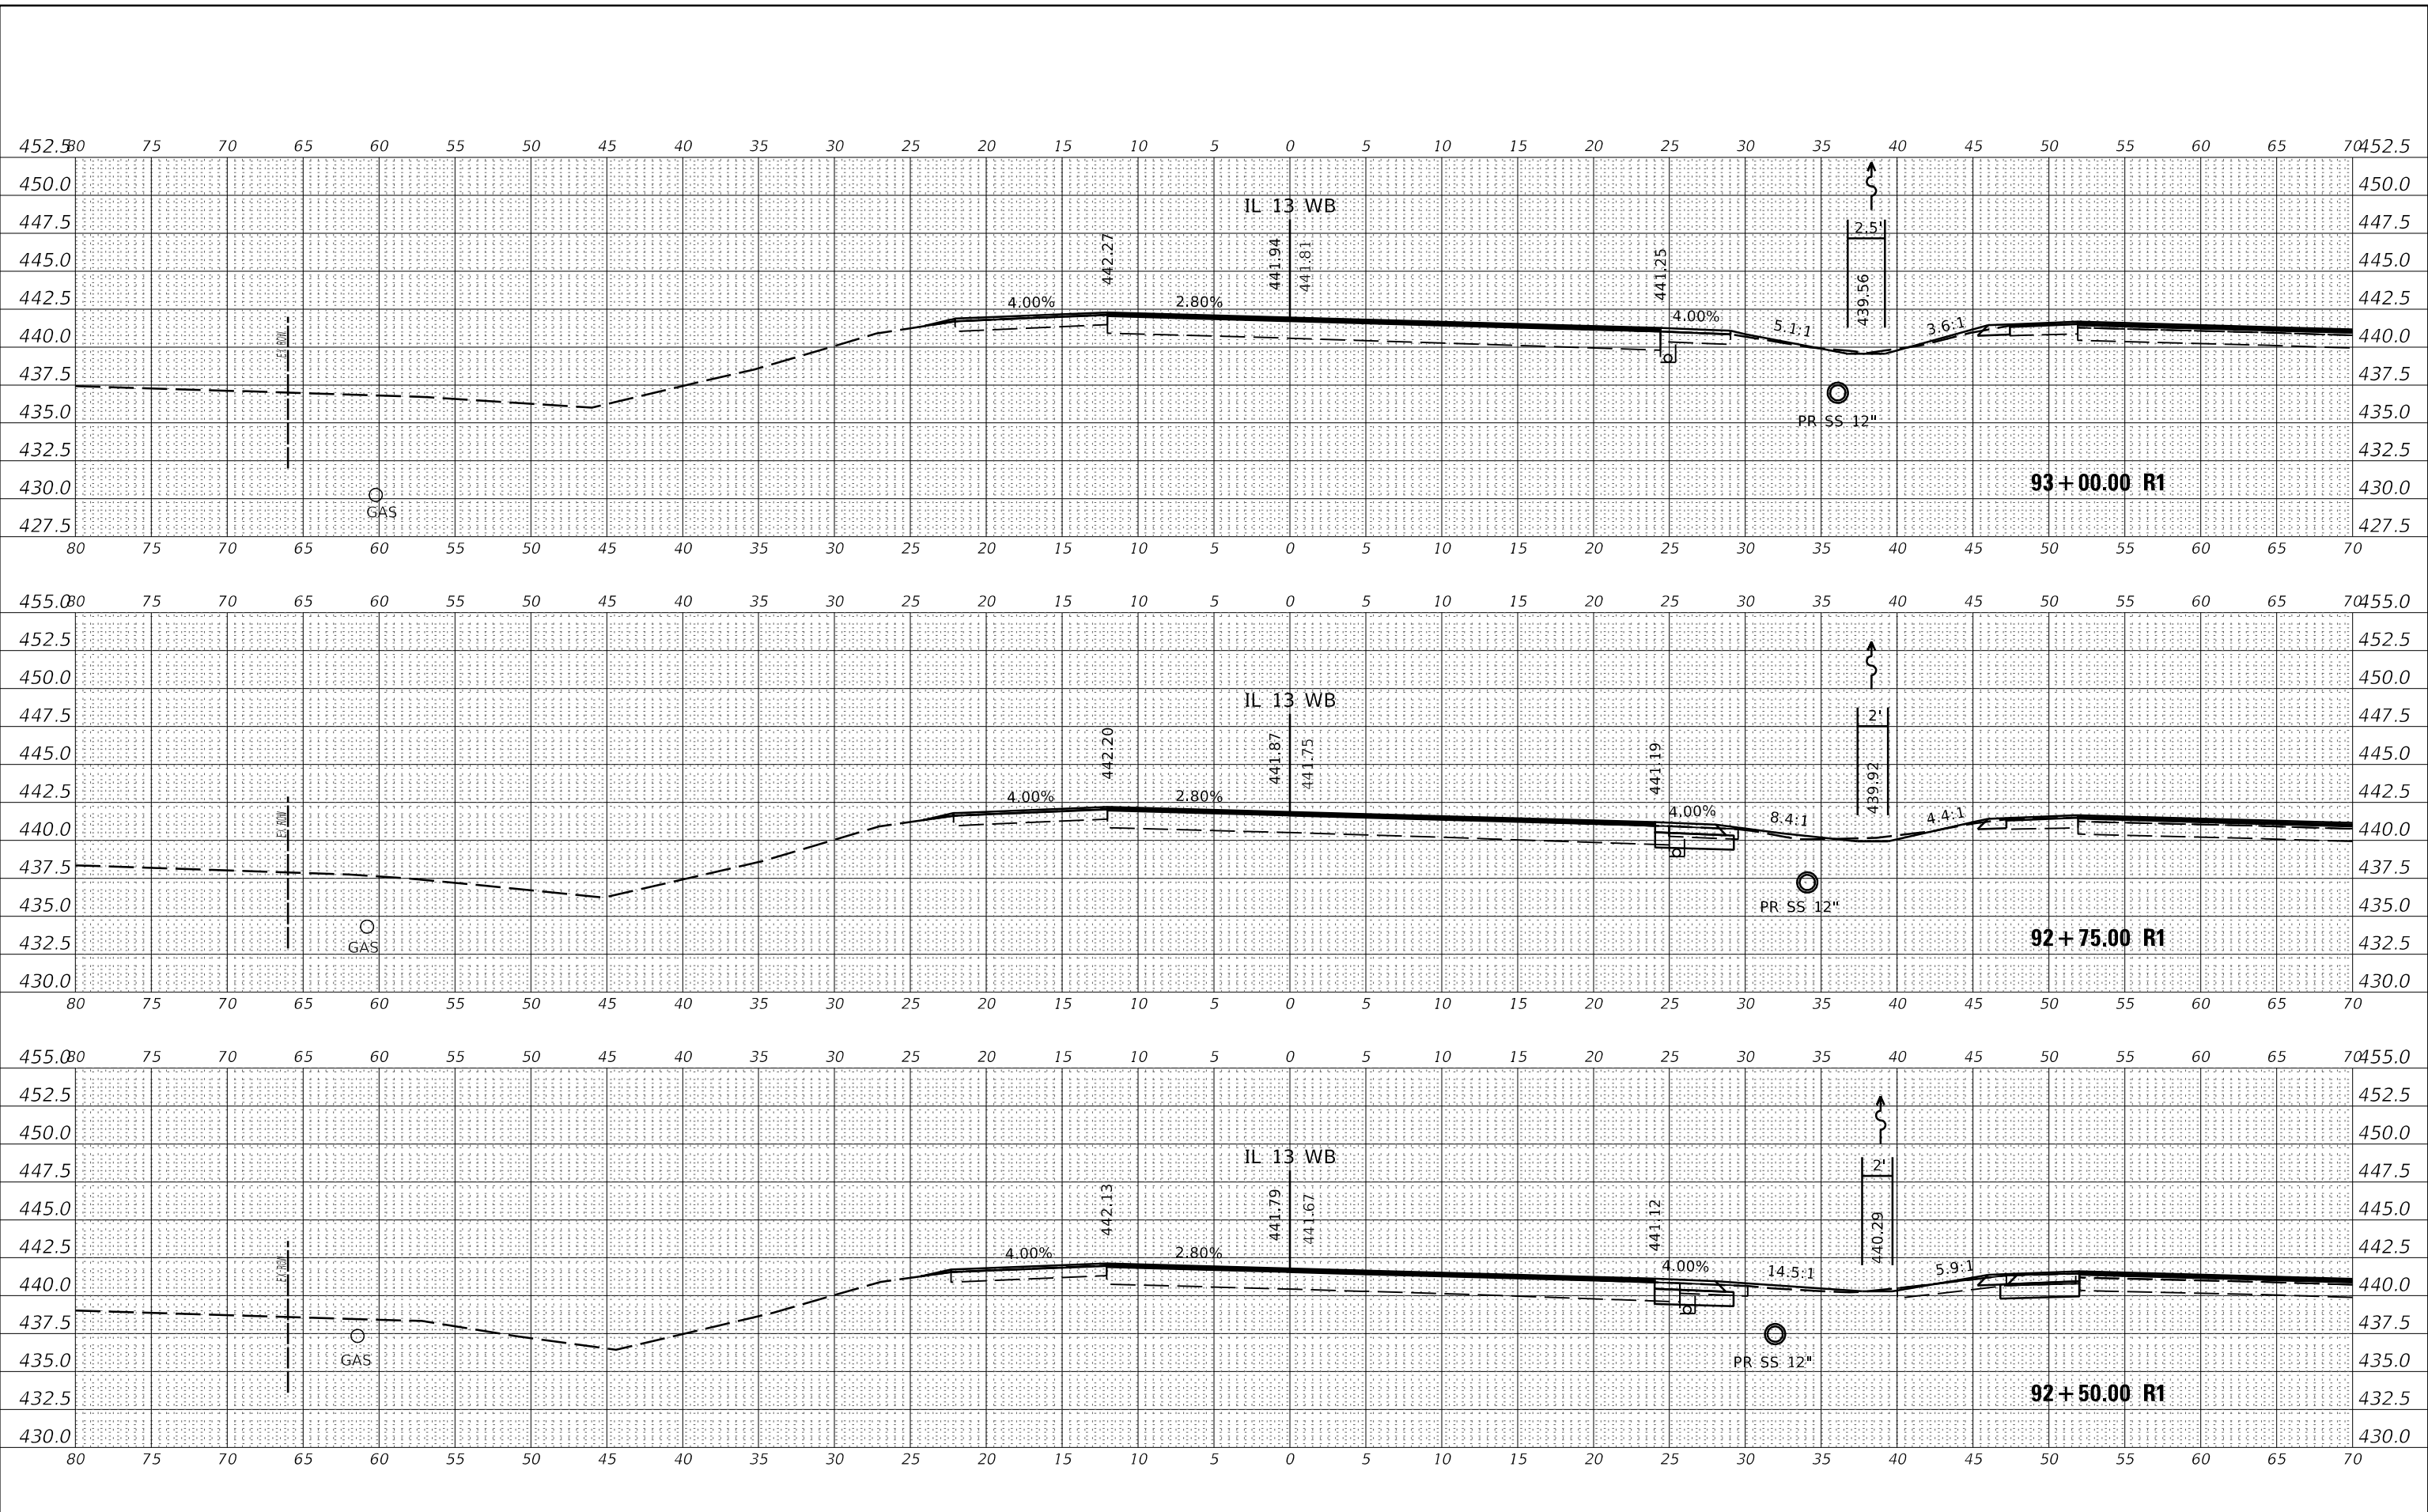 452.5 80 75 70 65 60 55 50 45 40 35 30 25 20 15 10 5 0 5 10 15 20 25 30 35 40 45 50 55 60 65 70 452.5
450.0 450.0
IL 13 WB
447.5 2.5' 447.5
445.0 442.27 441.94 441.81 441.25 439.56 445.0
442.5 4.00% 2.80% 4.00% 5.1:1 3.6:1 442.5
440.0 EX ROW 440.0
437.5 437.5
435.0 PR SS 12" 435.0
432.5 432.5
430.0 93+00.00 R1 430.0
GAS
427.5 427.5
80 75 70 65 60 55 50 45 40 35 30 25 20 15 10 5 0 5 10 15 20 25 30 35 40 45 50 55 60 65 70
455.0 80 75 70 65 60 55 50 45 40 35 30 25 20 15 10 5 0 5 10 15 20 25 30 35 40 45 50 55 60 65 70 455.0
452.5 452.5
450.0 450.0
IL 13 WB
447.5 2' 447.5
445.0 442.20 441.87 441.75 441.19 439.92 445.0
442.5 4.00% 2.80% 4.00% 8.4:1 4.4:1 442.5
440.0 EX ROW 440.0
437.5 437.5
435.0 PR SS 12" 435.0
432.5 GAS 92+75.00 R1 432.5
430.0 430.0
80 75 70 65 60 55 50 45 40 35 30 25 20 15 10 5 0 5 10 15 20 25 30 35 40 45 50 55 60 65 70
455.0 80 75 70 65 60 55 50 45 40 35 30 25 20 15 10 5 0 5 10 15 20 25 30 35 40 45 50 55 60 65 70 455.0
452.5 452.5
450.0 450.0
IL 13 WB
447.5 2' 447.5
445.0 442.13 441.79 441.67 441.12 440.29 445.0
442.5 4.00% 2.80% 4.00% 14.5:1 5.9:1 442.5
440.0 EX ROW 440.0
437.5 437.5
435.0 GAS PR SS 12" 435.0
432.5 92+50.00 R1 432.5
430.0 430.0
80 75 70 65 60 55 50 45 40 35 30 25 20 15 10 5 0 5 10 15 20 25 30 35 40 45 50 55 60 65 70